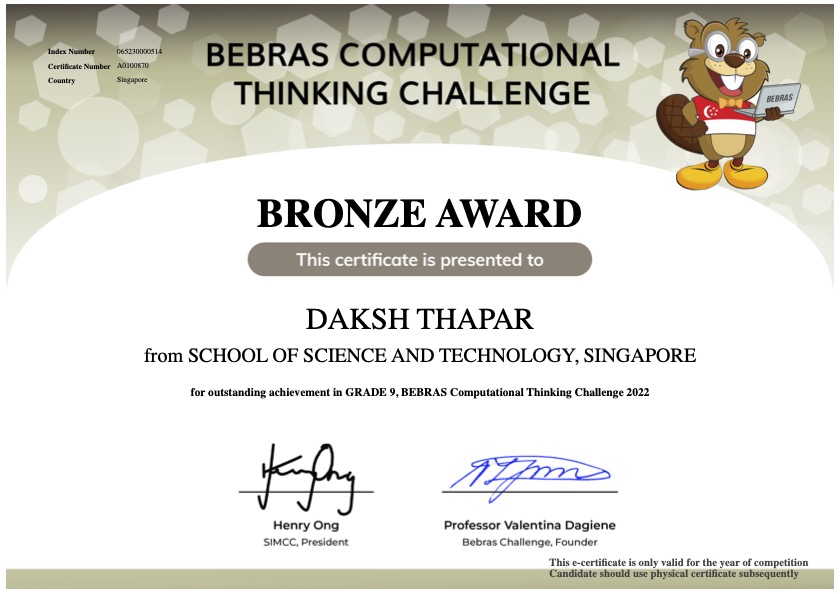 Index Number 065230000514
Certificate Number A0100870
Country Singapore
BEBRAS COMPUTATIONAL
THINKING CHALLENGE
BEBRAS
BRONZE AWARD
This certificate is presented to
DAKSH THAPAR
from SCHOOL OF SCIENCE AND TECHNOLOGY, SINGAPORE
for outstanding achievement in GRADE 9, BEBRAS Computational Thinking Challenge 2022
Henry Ong
SIMCC, President
Professor Valentina Dagiene
Bebras Challenge, Founder
This e-certificate is only valid for the year of competition
Candidate should use physical certificate subsequently